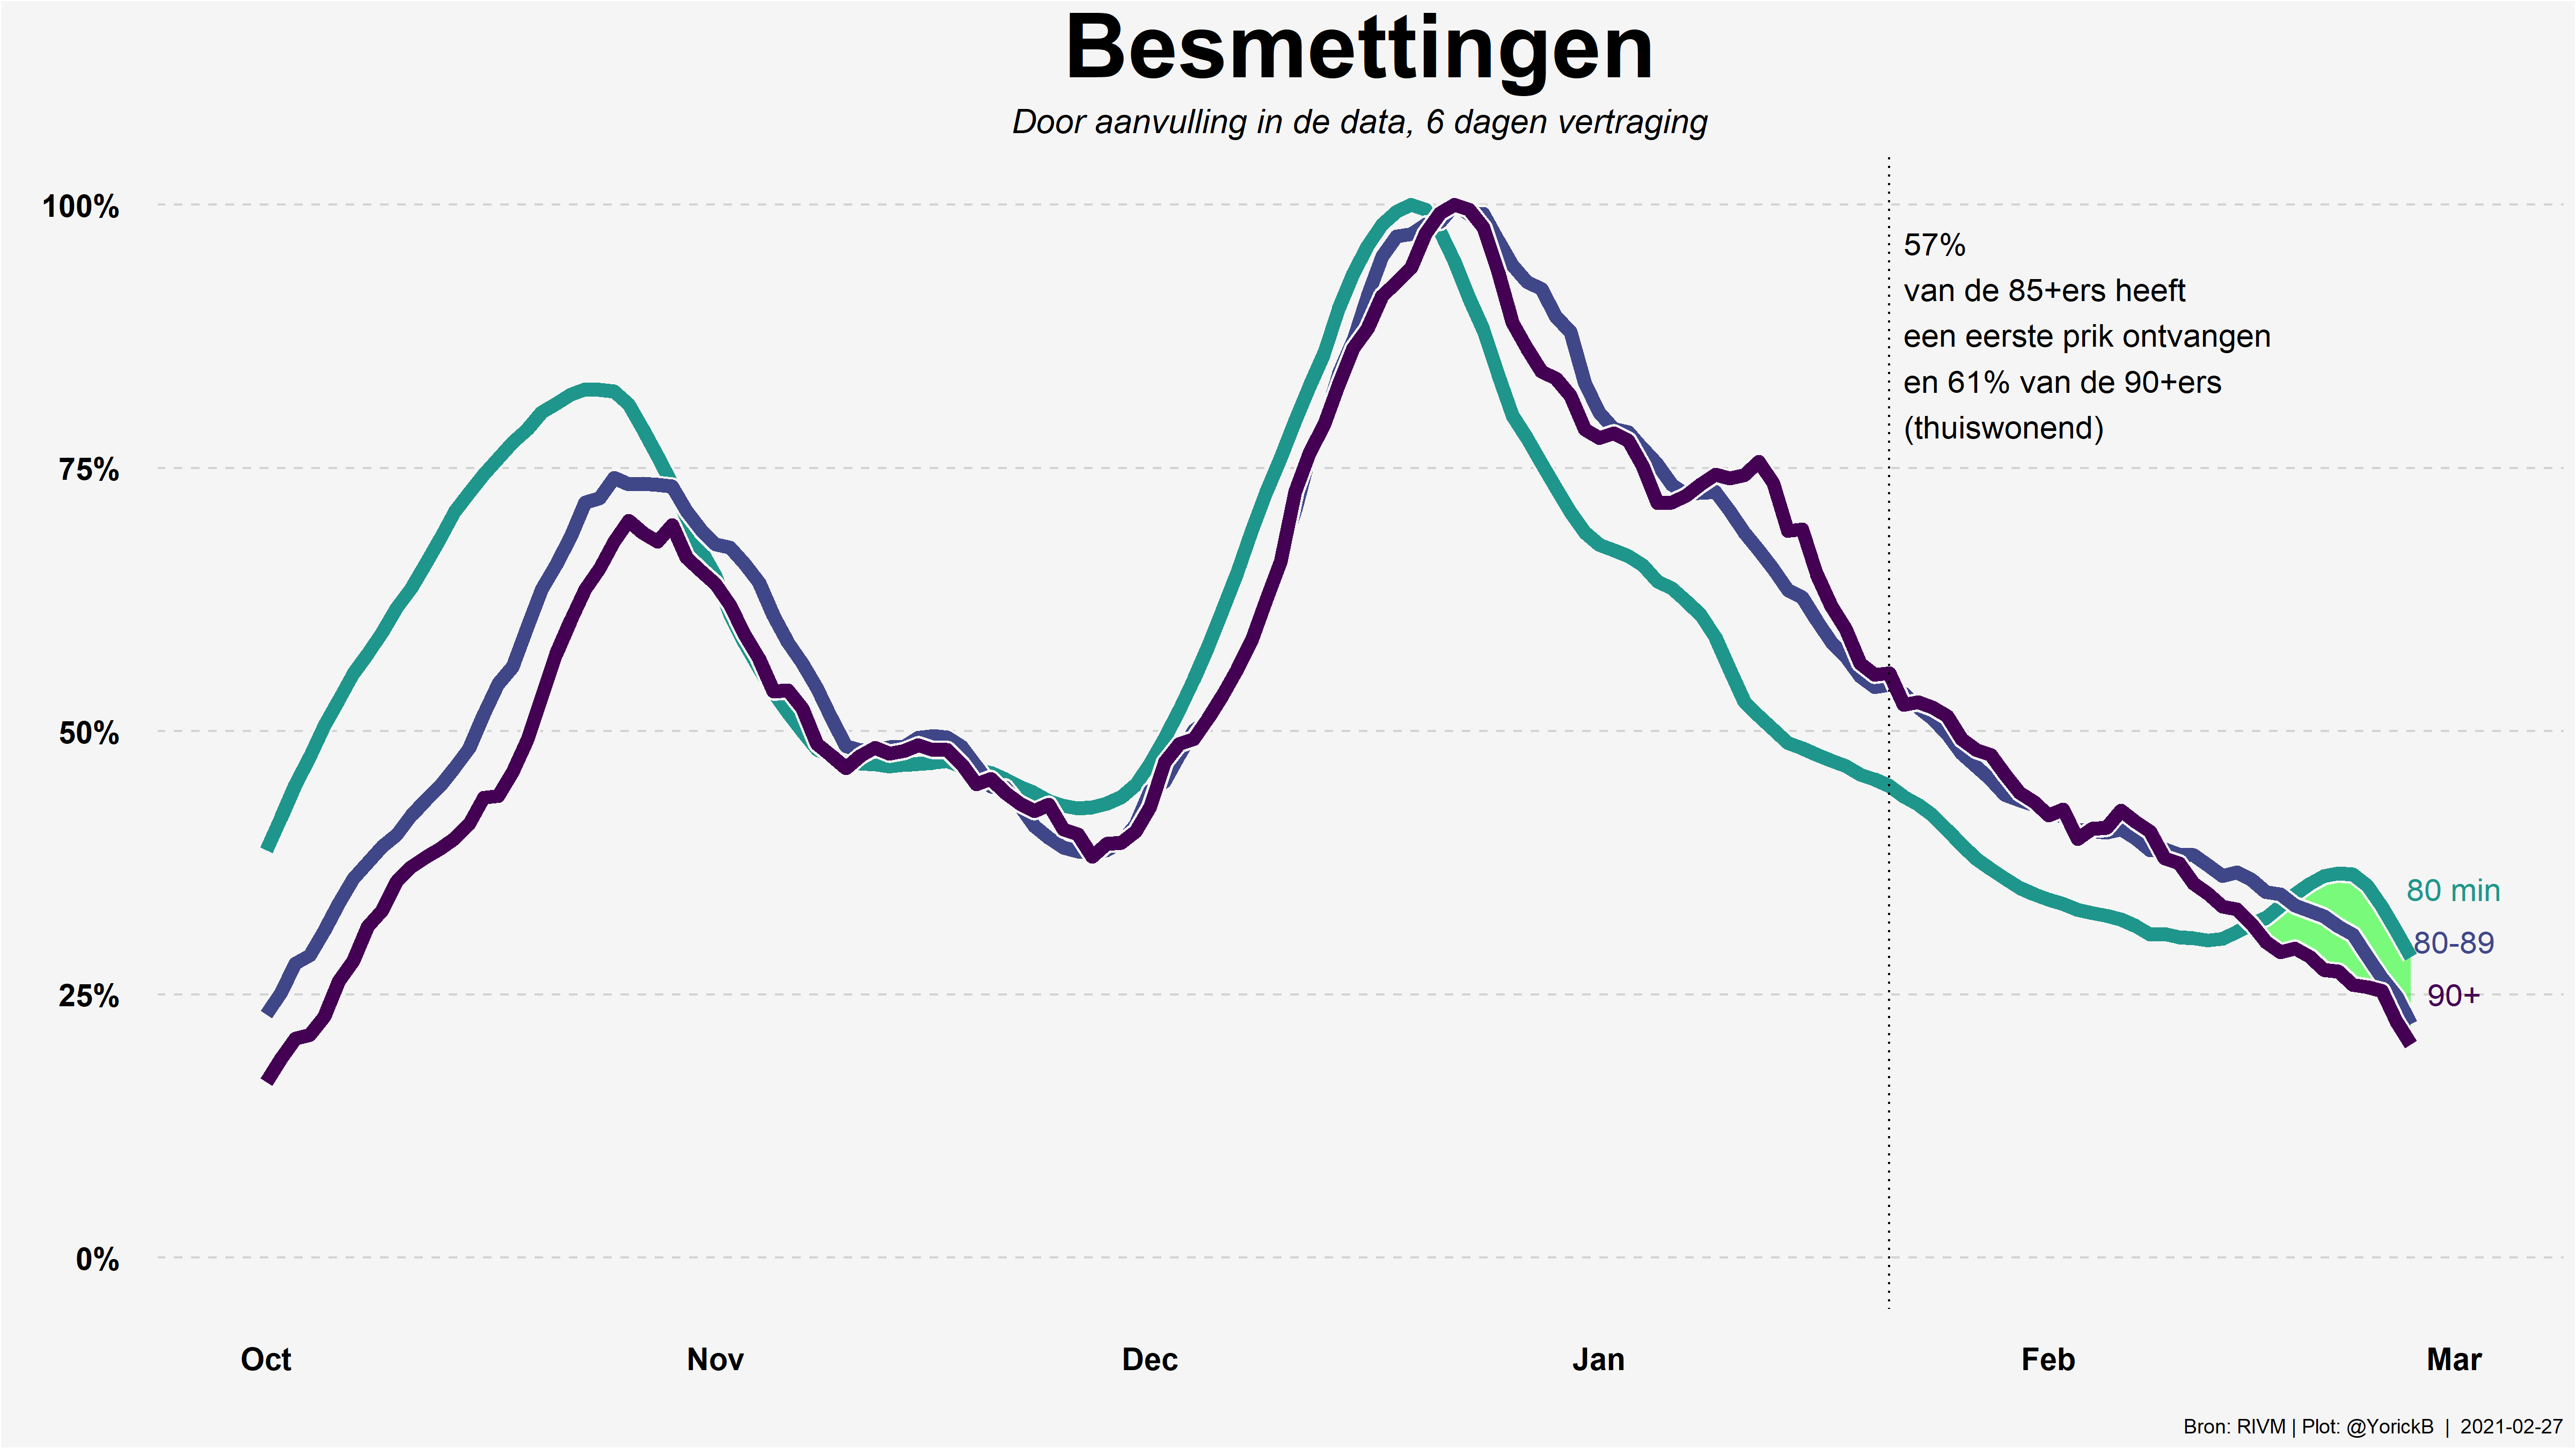 Besmettingen
Door aanvulling in de data, 6 dagen vertraging
100%
75%
50%
25%
0%
57%
van de 85+ers heeft
een eerste prik ontvangen
en 61% van de 90+ers
(thuiswonend)
80 min
80-89
90+
Oct Nov Dec Jan Feb Mar
Bron: RIVM | Plot: @YorickB | 2021-02-27